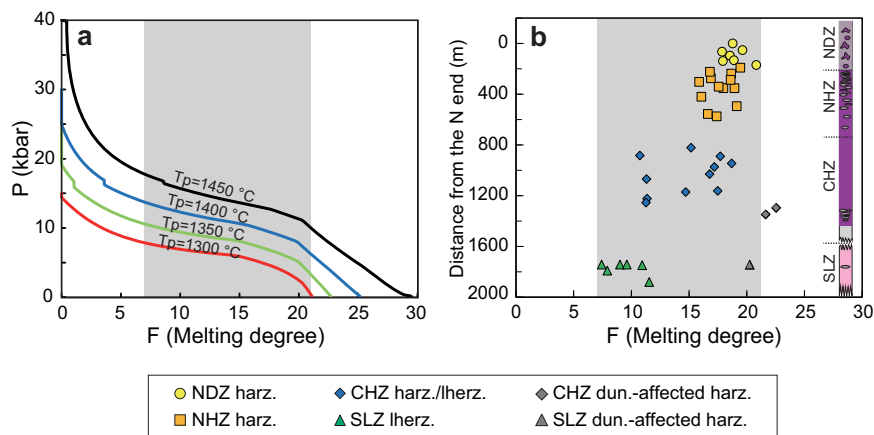 a
P (kbar)
40
30
20
10
0
Tp=1450 °C
Tp=1400 °C
Tp=1350 °C
Tp=1300 °C
0 5 10 15 20 25 30
F (Melting degree)
b
Distance from the N end (m)
0
400
800
1200
1600
2000
0 5 10 15 20 25 30
F (Melting degree)
NDZ
NHZ
CHZ
SLZ
NDZ harz. CHZ harz./lherz. CHZ dun.-affected harz.
NHZ harz. SLZ lherz. SLZ dun.-affected harz.